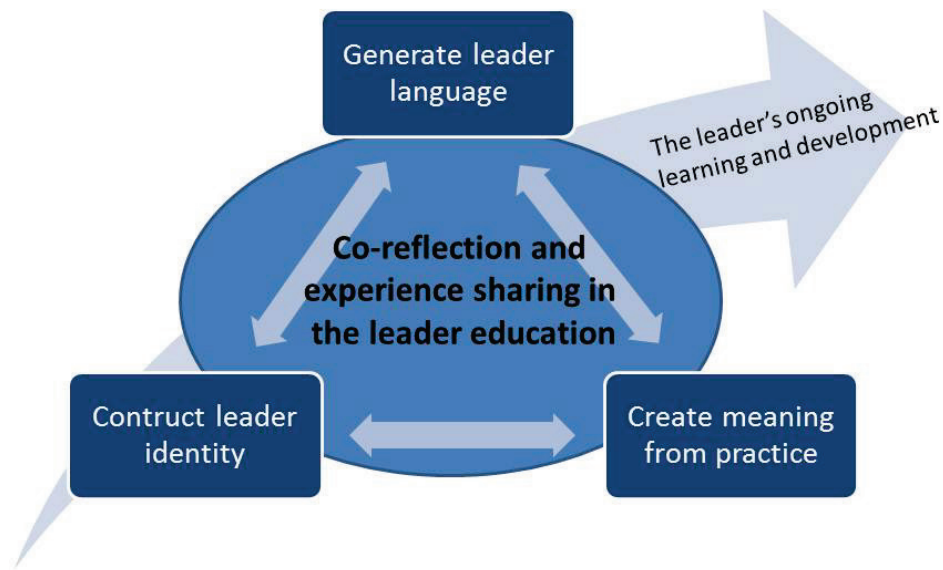 Generate leader
language
The leader's ongoing
learning and development
Co-reflection and
experience sharing in
the leader education
Contruct leader
identity
Create meaning
from practice